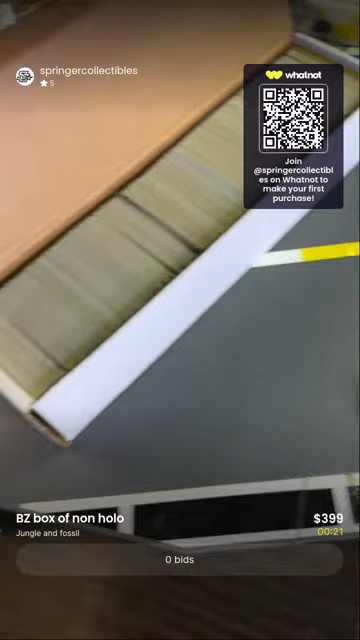 springercollectibles
5
whatnot
Join
@springercollectibl
es on Whatnot to
make your first
purchase!
BZ box of non holo
$399
Jungle and fossil
00:21
0 bids